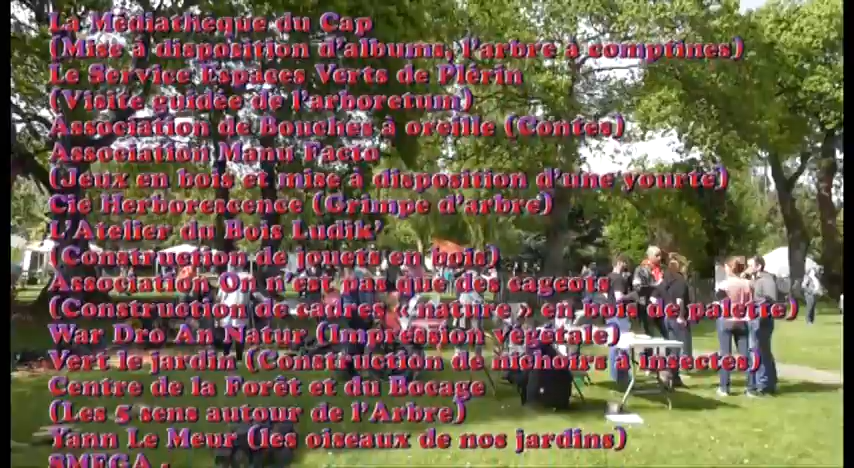 La Médiathèque du Cap
(Mise à disposition d'albums, l'arbre à comptines)
Le Service Espaces Verts de Plérin
(Visite guidée de l'arboretum)
Association de Bouches à oreille (Contes)
Association Manu Facto
(Jeux en bois et mise à disposition d'une yourte)
Cie Herborescence (Grimpe d'arbre)
L'Atelier du Bois Ludik'
(Construction de jouets en bois)
Association On n'est pas que des cageots
(Construction de cadres « nature » en bois de palette)
War Dro An Natur (Impression végétale)
Vert le jardin (Construction de nichoirs à insectes)
Centre de la Forêt et du Bocage
(Les 5 sens autour de l'Arbre)
Yann Le Meur (les oiseaux de nos jardins)
SMEGA :